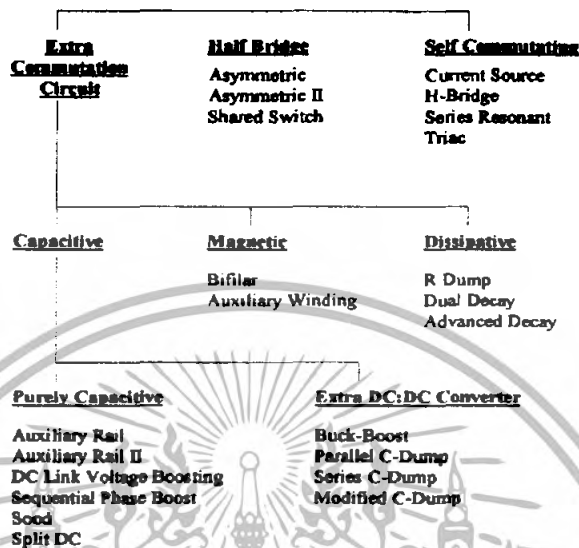 Extra
Commutation
Circuit
Half Bridge
Asymmetric
Asymmetric II
Shared Switch
Self Commutating
Current Source
H-Bridge
Series Resonant
Triac
Capacitive
Magnetic
Bifilar
Auxiliary Winding
Dissipative
R Dump
Dual Decay
Advanced Decay
Purely Capacitive
Auxiliary Rail
Auxiliary Rail II
DC Link Voltage Boosting
Sequential Phase Boost
Sood
Split DC
Extra DC:DC Converter
Buck-Boost
Parallel C-Dump
Series C-Dump
Modified C-Dump